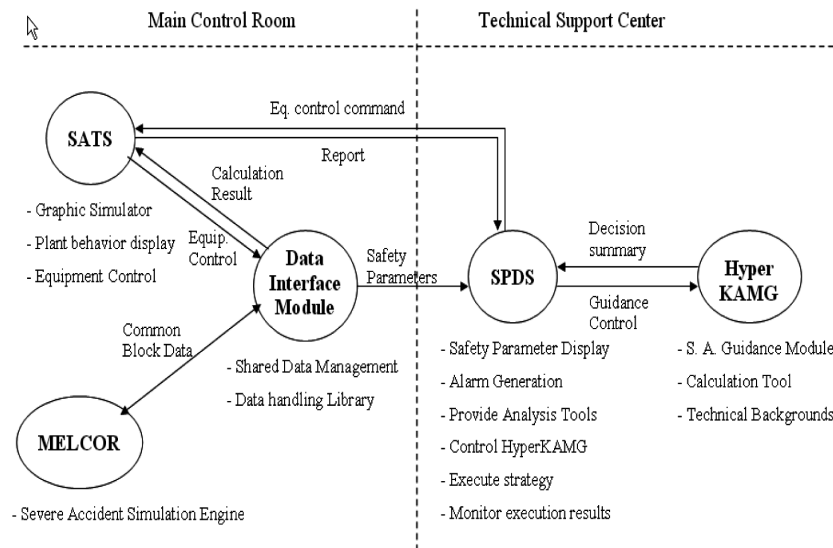 Main Control Room
Technical Support Center
Eq. control command
SATS
Report
Calculation
Result
- Graphic Simulator
- Plant behavior display
- Equipment Control
Equip.
Control
Data
Interface
Module
Safety
Parameters
SPDS
Decision
summary
Hyper
KAMG
Guidance
Control
Common
Block Data
- Shared Data Management
- Data handling Library
- Safety Parameter Display
- Alarm Generation
- Provide Analysis Tools
- Control HyperKAMG
- Execute strategy
- Monitor execution results
- S. A. Guidance Module
- Calculation Tool
- Technical Backgrounds
MELCOR
- Severe Accident Simulation Engine